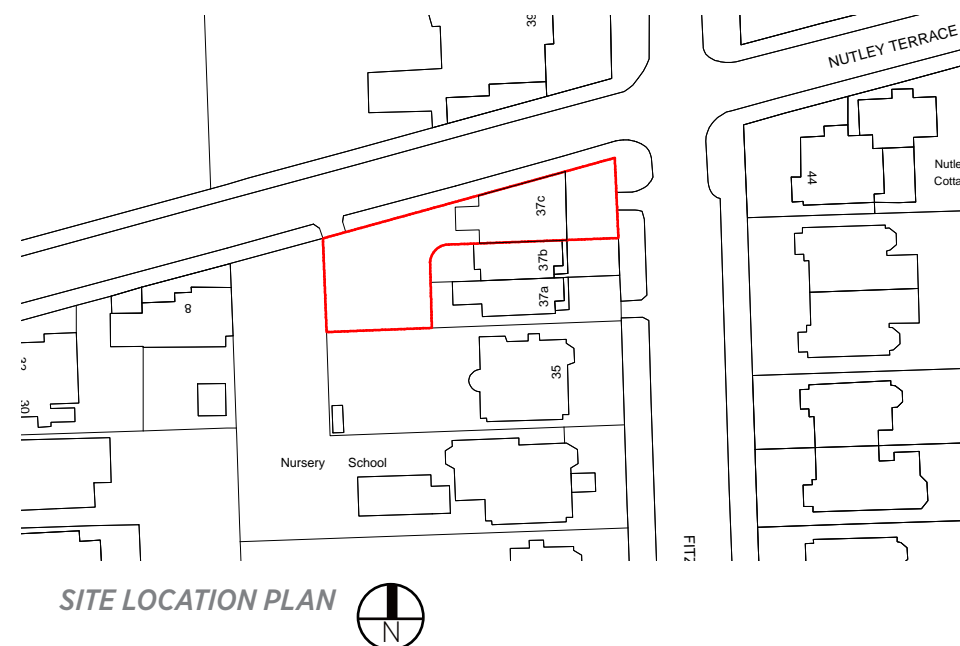 39
NUTLEY TERRACE
44
37c
37b
37a
8
35
30
Nursery School
SITE LOCATION PLAN
N